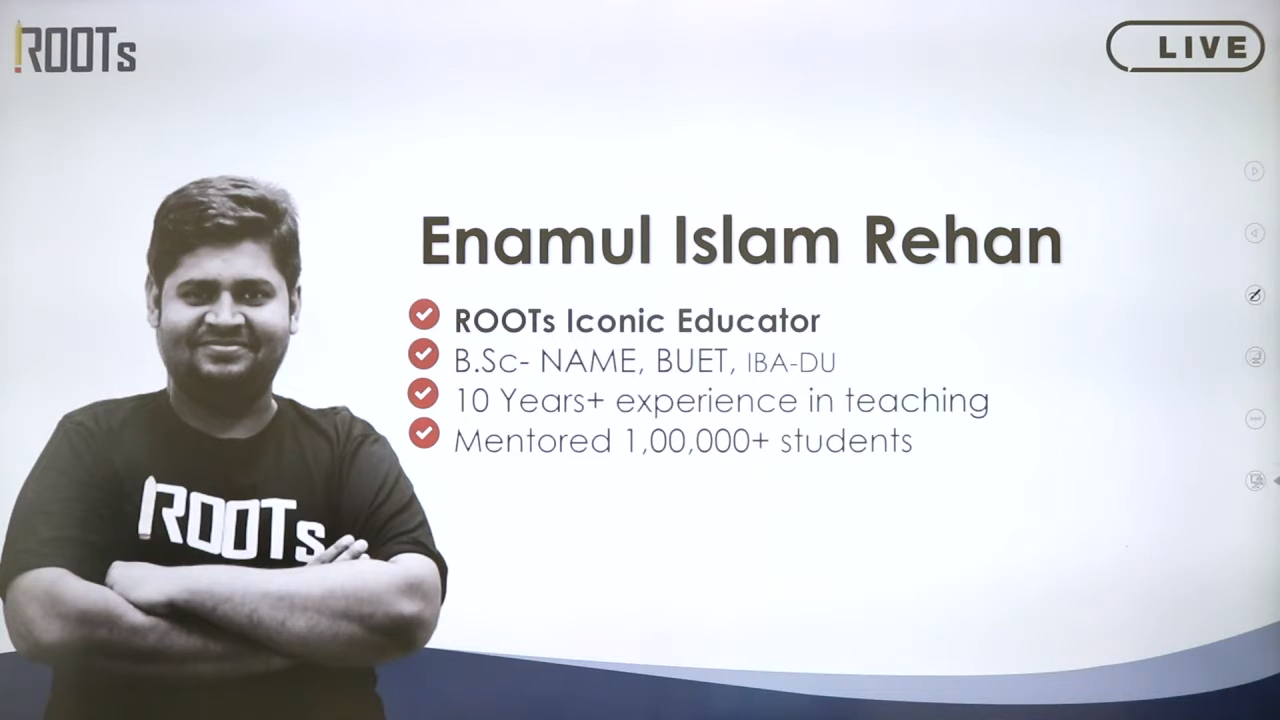 ROOTs
LIVE
Enamul Islam Rehan
ROOTs Iconic Educator
B.Sc- NAME, BUET, IBA-DU
10 Years+ experience in teaching
Mentored 1,00,000+ students
ROOTs